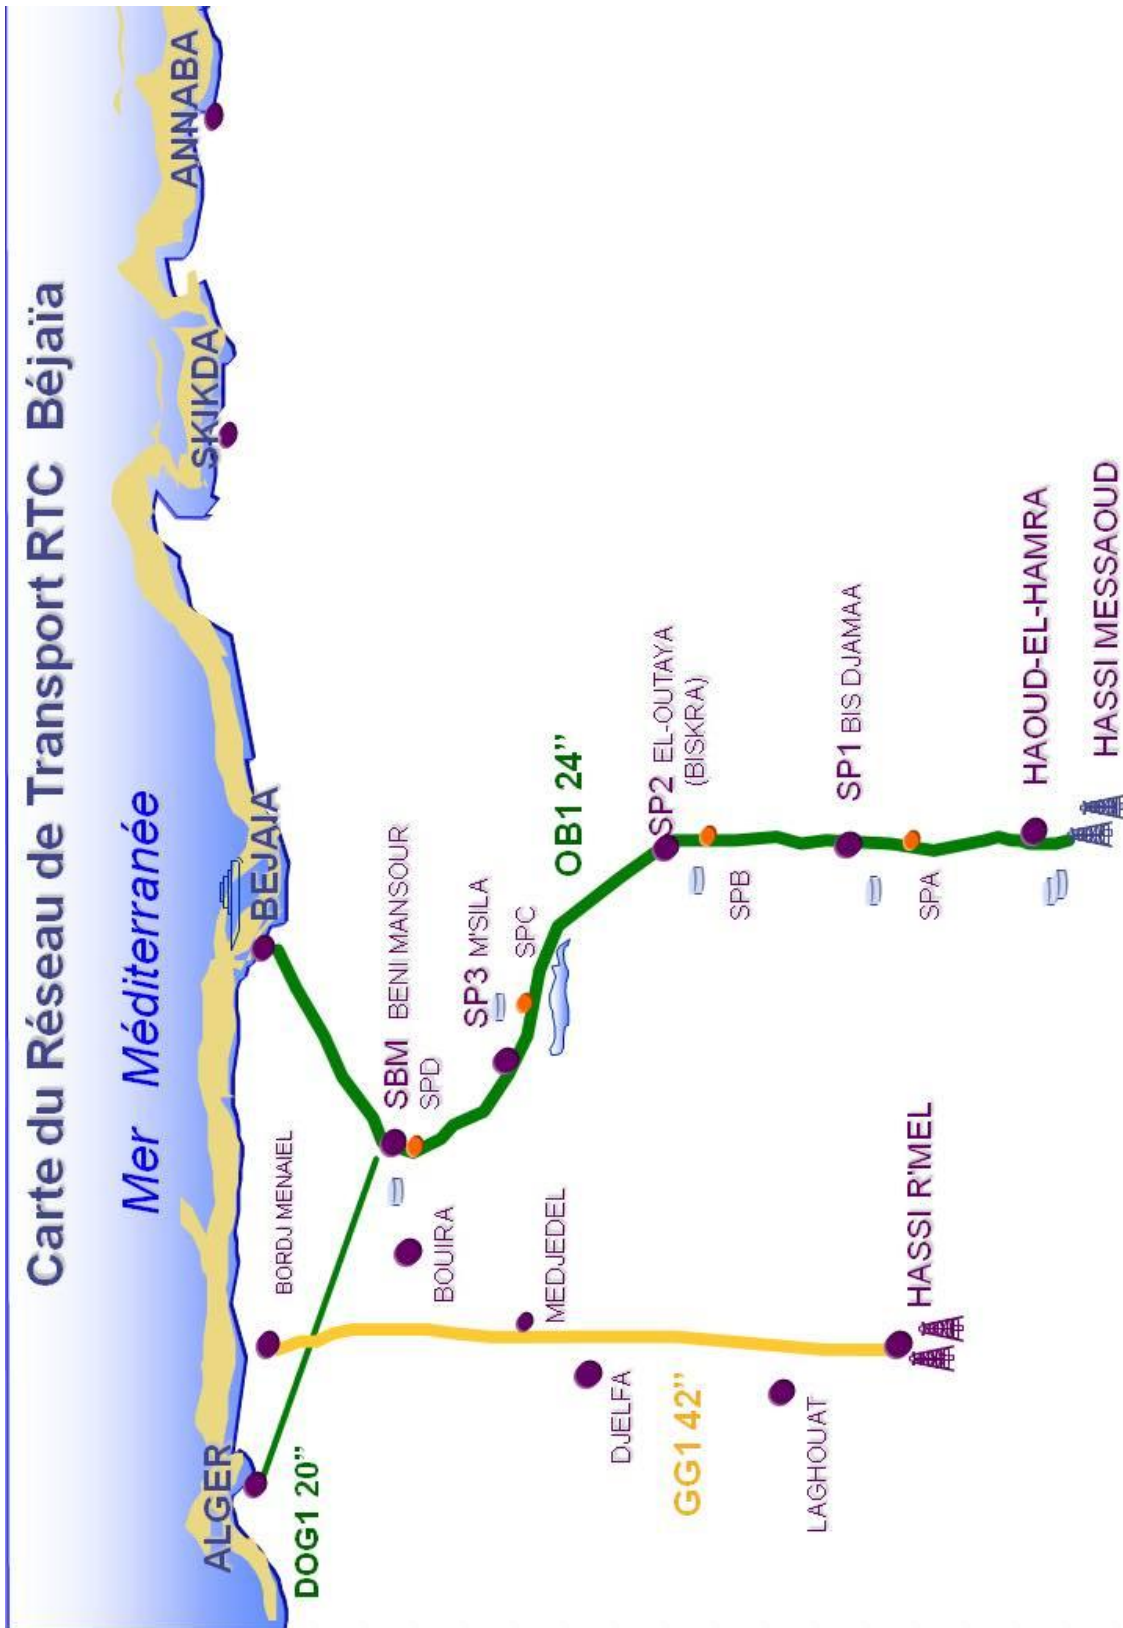 Carte du Réseau de Transport RTC Béjaïa
Mer Méditerranée
ALGER
BEJAIA
SKIKDA
ANNABA
DOG1 20”
BORDJ MENAIEL
SBM BENI MANSOUR
SPD
BOUIRA
SP3 M'SILA
SPC
MEDJEDEL
OB1 24”
DJELFA
SP2 EL-OUTAYA
(BISKRA)
GG1 42”
SPB
LAGHOUAT
SP1 BIS DJAMAA
SPA
HASSI R'MEL
HAOUD-EL-HAMRA
HASSI MESSAOUD